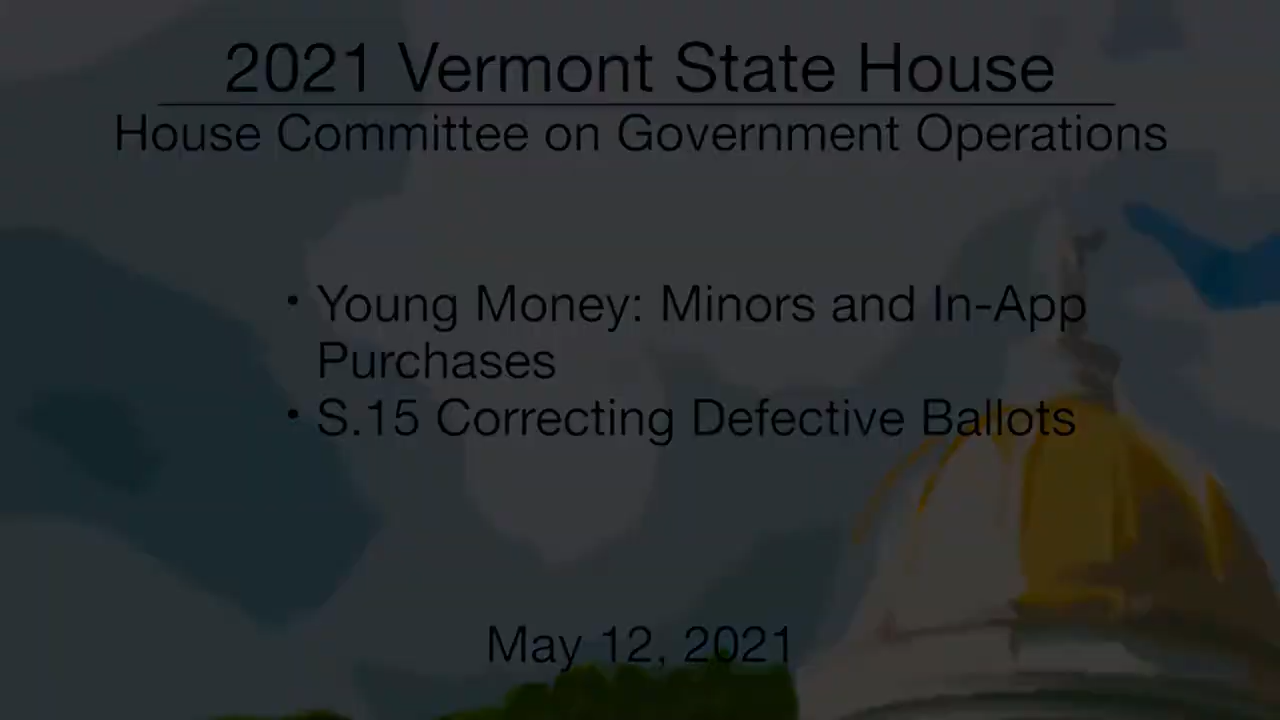 2021 Vermont State House
House Committee on Government Operations
• Young Money: Minors and In-App
Purchases
• S.15 Correcting Defective Ballots
May 12, 2021